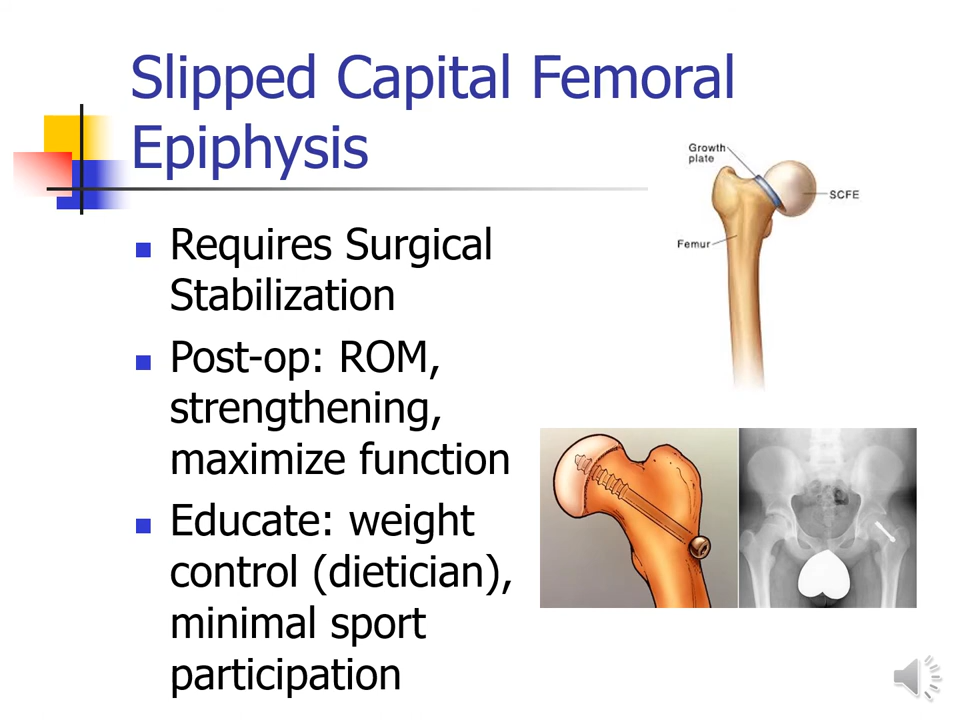 Slipped Capital Femoral
Epiphysis
Growth
plate
SCFE
Femur
Requires Surgical
Stabilization
Post-op: ROM,
strengthening,
maximize function
Educate: weight
control (dietician),
minimal sport
participation